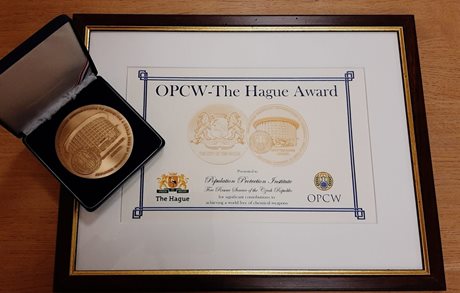 OPCW-The Hague Award
Presented to
Population Protection Institute
Fire Rescue Service of the Czech Republic
for significant contributions to
achieving a world free of chemical weapons
The Hague
OPCW